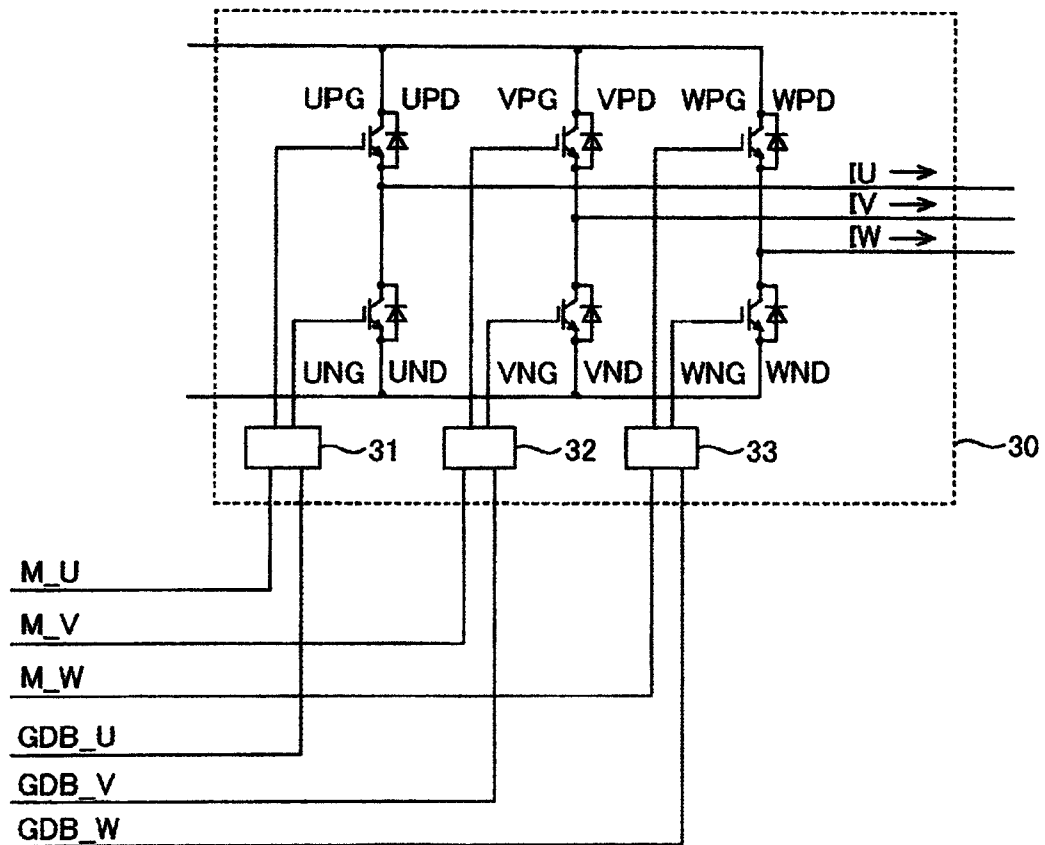 UPG UPD VPG VPD WPG WPD
IU
IV
IW
UNG UND VNG VND WNG WND
31 32 33 30
M_U
M_V
M_W
GDB_U
GDB_V
GDB_W